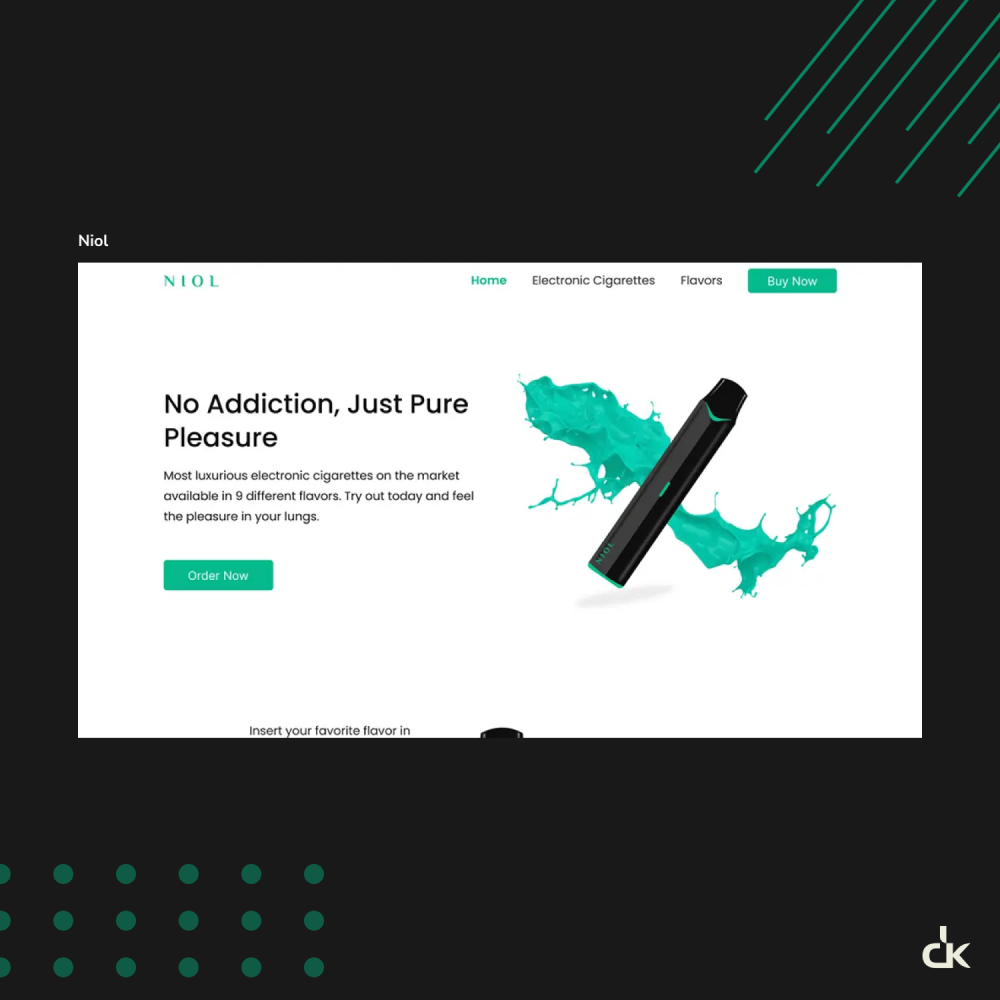 Niol
NIOL
Home Electronic Cigarettes Flavors Buy Now
No Addiction, Just Pure
Pleasure
Most luxurious electronic cigarettes on the market
available in 9 different flavors. Try out today and feel
the pleasure in your lungs.
NIOL
Order Now
Insert your favorite flavor in
dk